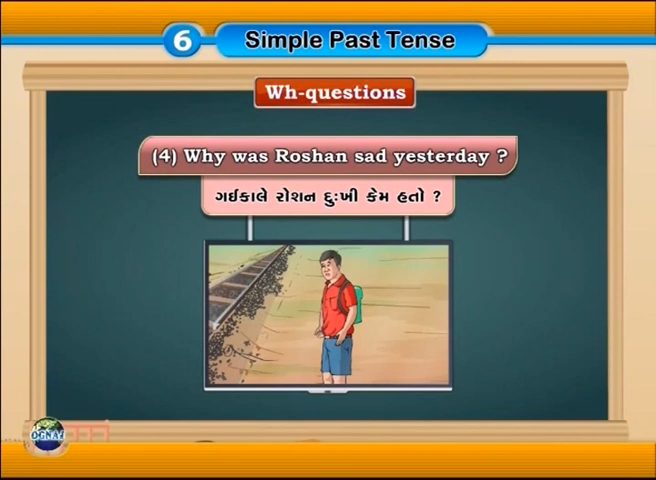 6
Simple Past Tense
Wh-questions
(4) Why was Roshan sad yesterday ?
ગઈકાલે રોશન દુઃખી કેમ હતો ?